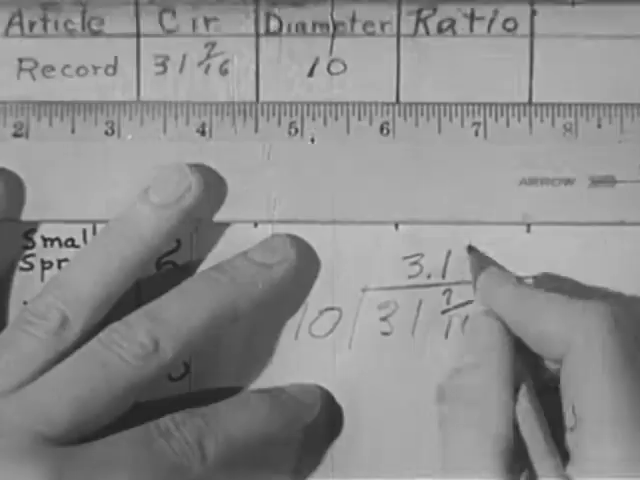 Article Cir Diameter Ratio
Record 31 2/16 10
2 3 4 5 6 7 8
ARROW
Small
Spr
3.1
10 31 2/1